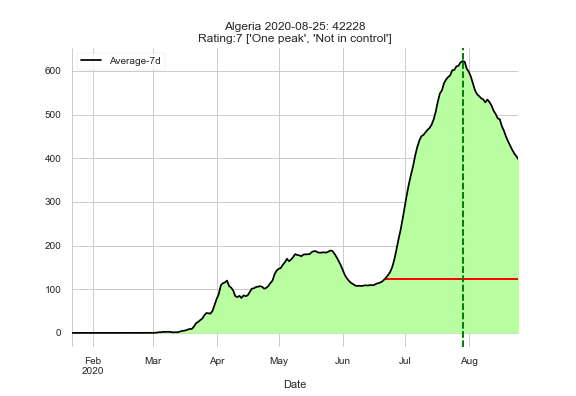 Algeria 2020-08-25: 42228
Rating:7 ['One peak', 'Not in control']
Average-7d
600
500
400
300
200
100
0
Feb
2020
Mar
Apr
May
Jun
Jul
Aug
Date